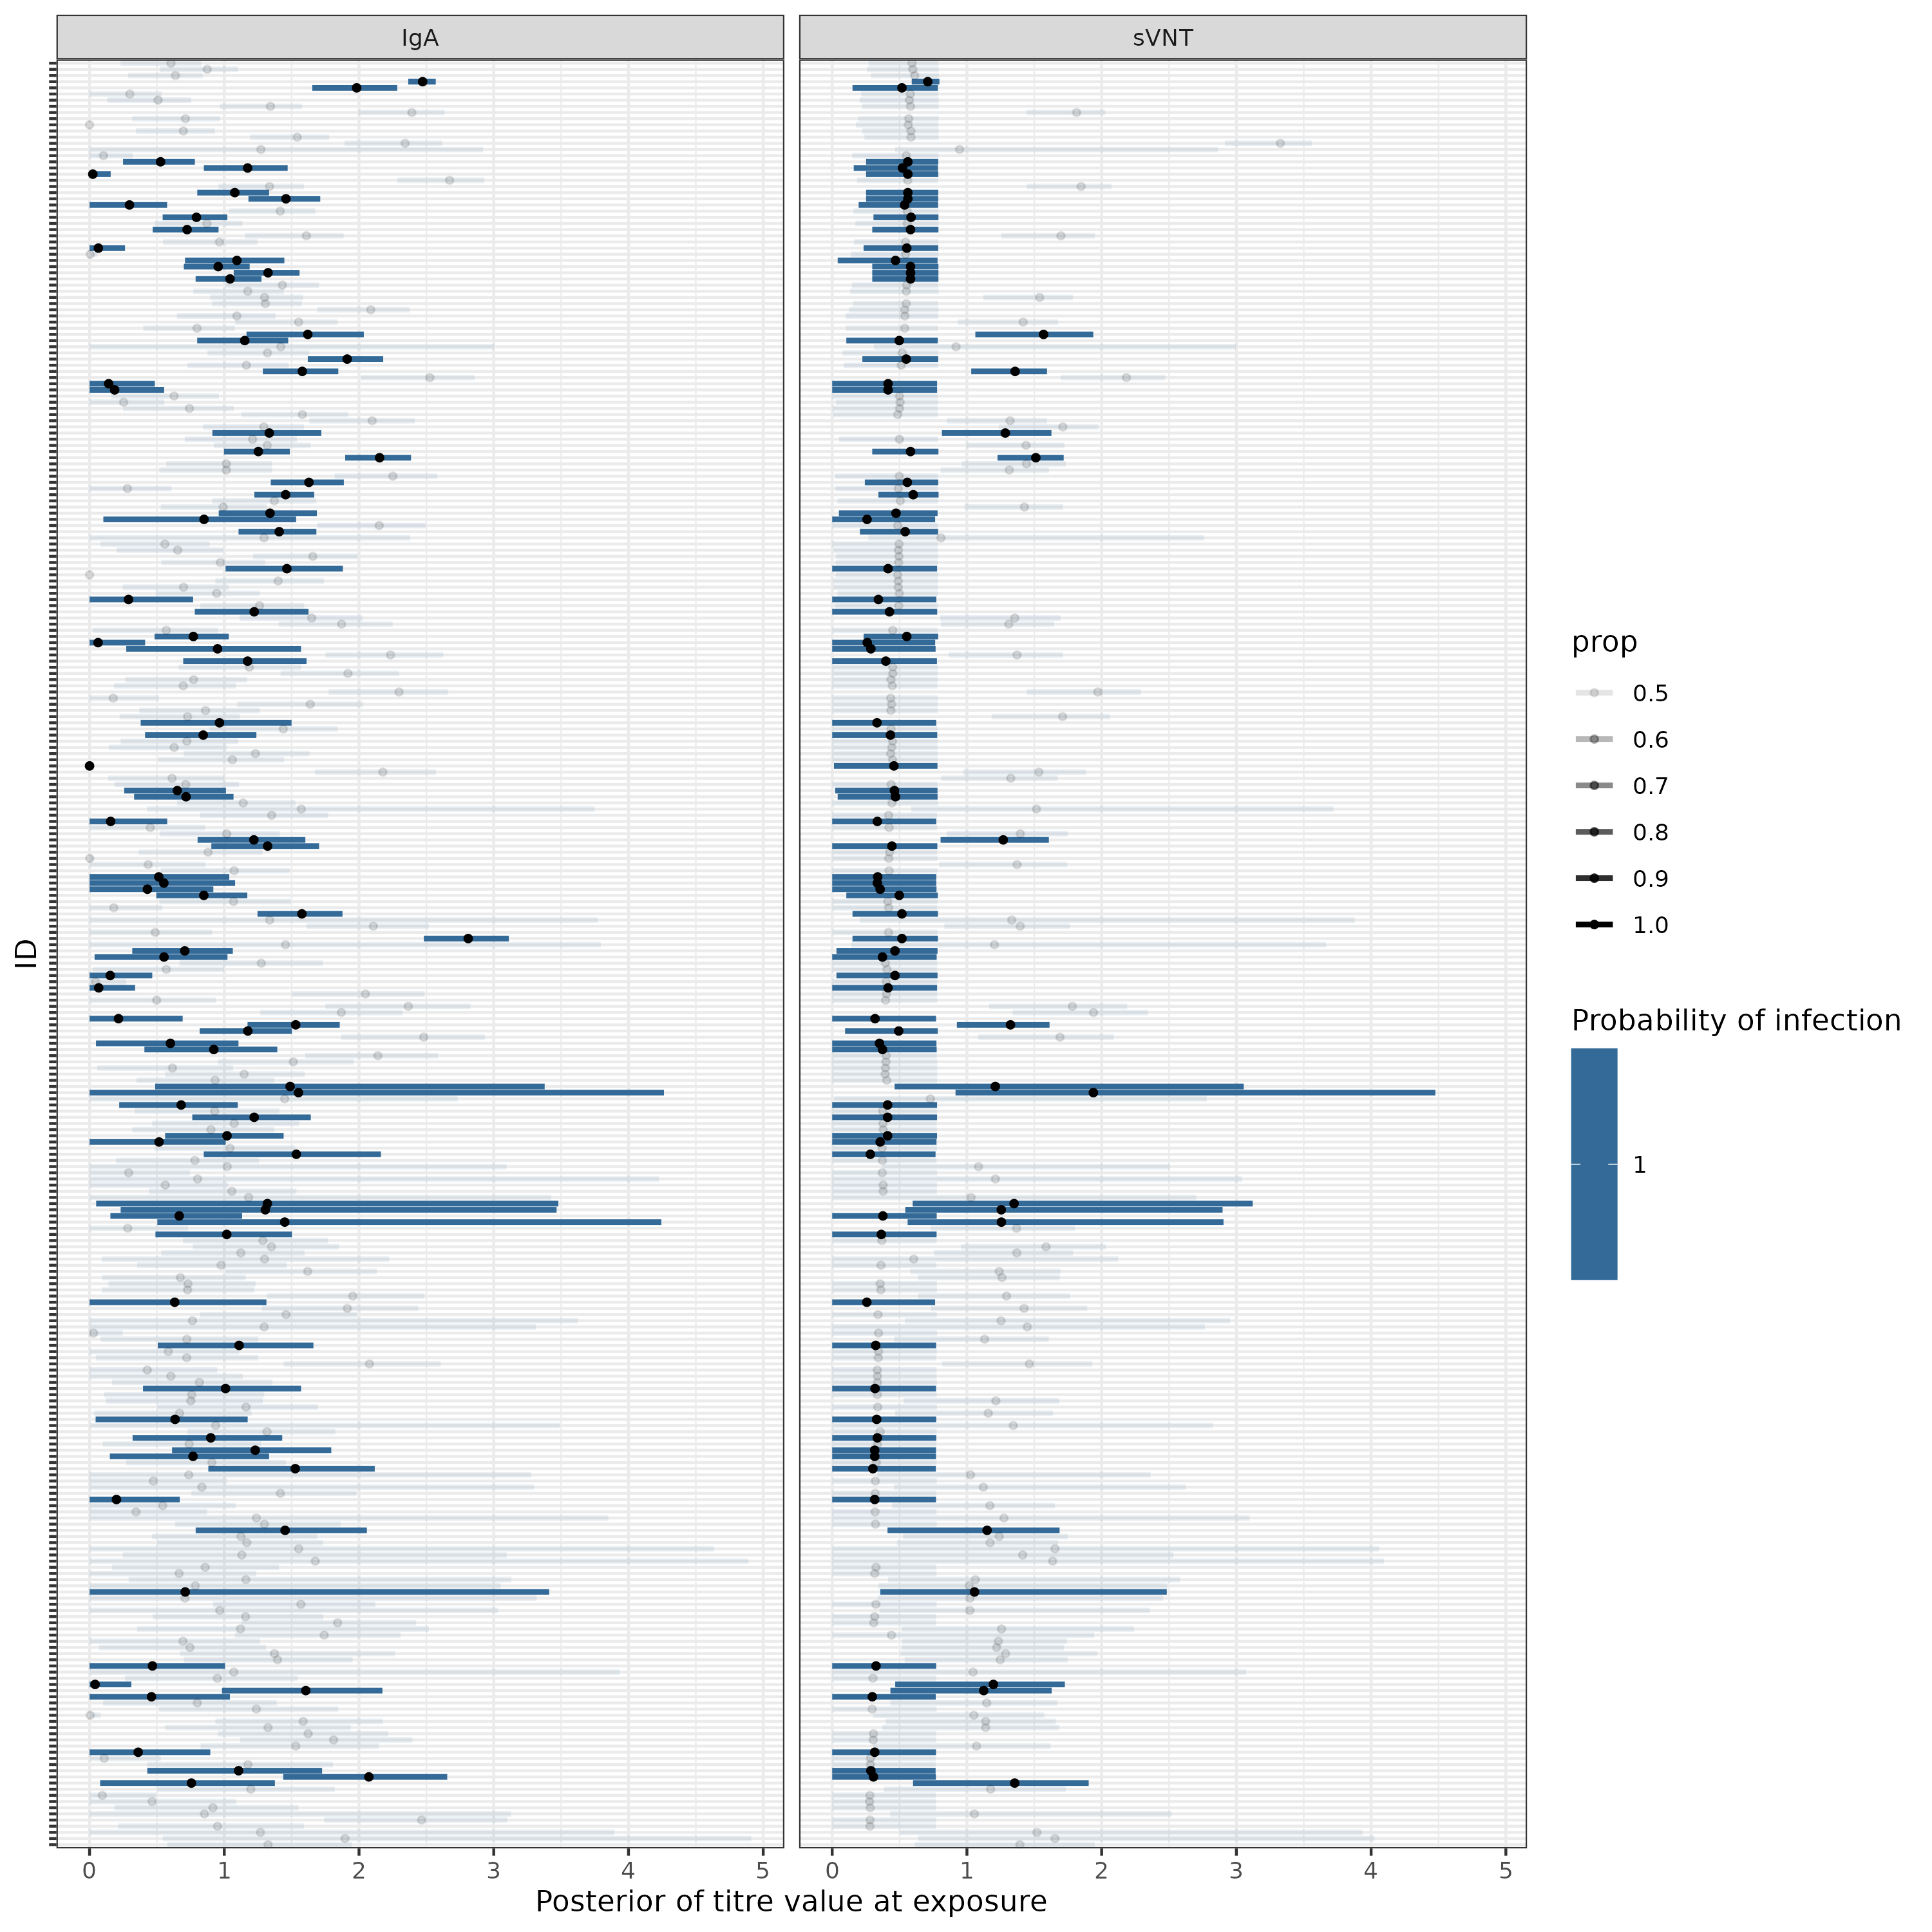 IgA
sVNT
ID
0 1 2 3 4 5
0 1 2 3 4 5
Posterior of titre value at exposure
prop
0.5
0.6
0.7
0.8
0.9
1.0
Probability of infection
1